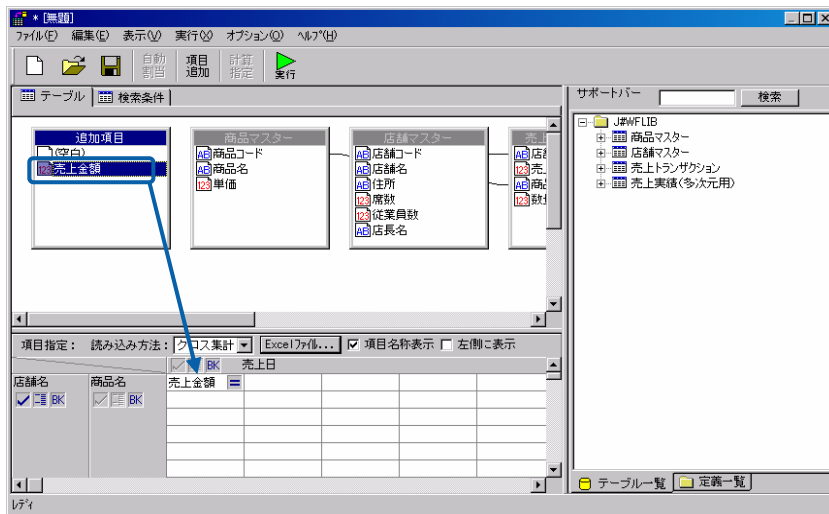 * [無題]
ファイル(F) 編集(E) 表示(V) 実行(X) オプション(O) ヘルプ(H)
自動割当 項目追加 計算指定 実行
テーブル 検索条件
サポートバー 検索
追加項目
(空白)
売上金額
商品マスター
商品コード
商品名
単価
店舗マスター
店舗コード
店舗名
住所
席数
従業員数
店長名
J#WFLIB
商品マスター
店舗マスター
売上トランザクション
売上実績(多次元用)
項目指定: 読み込み方法: クロス集計 Excelファイル... 項目名称表示 左側に表示
BK 売上日
店舗名 商品名 売上金額
BK BK
テーブル一覧 定義一覧
レディ